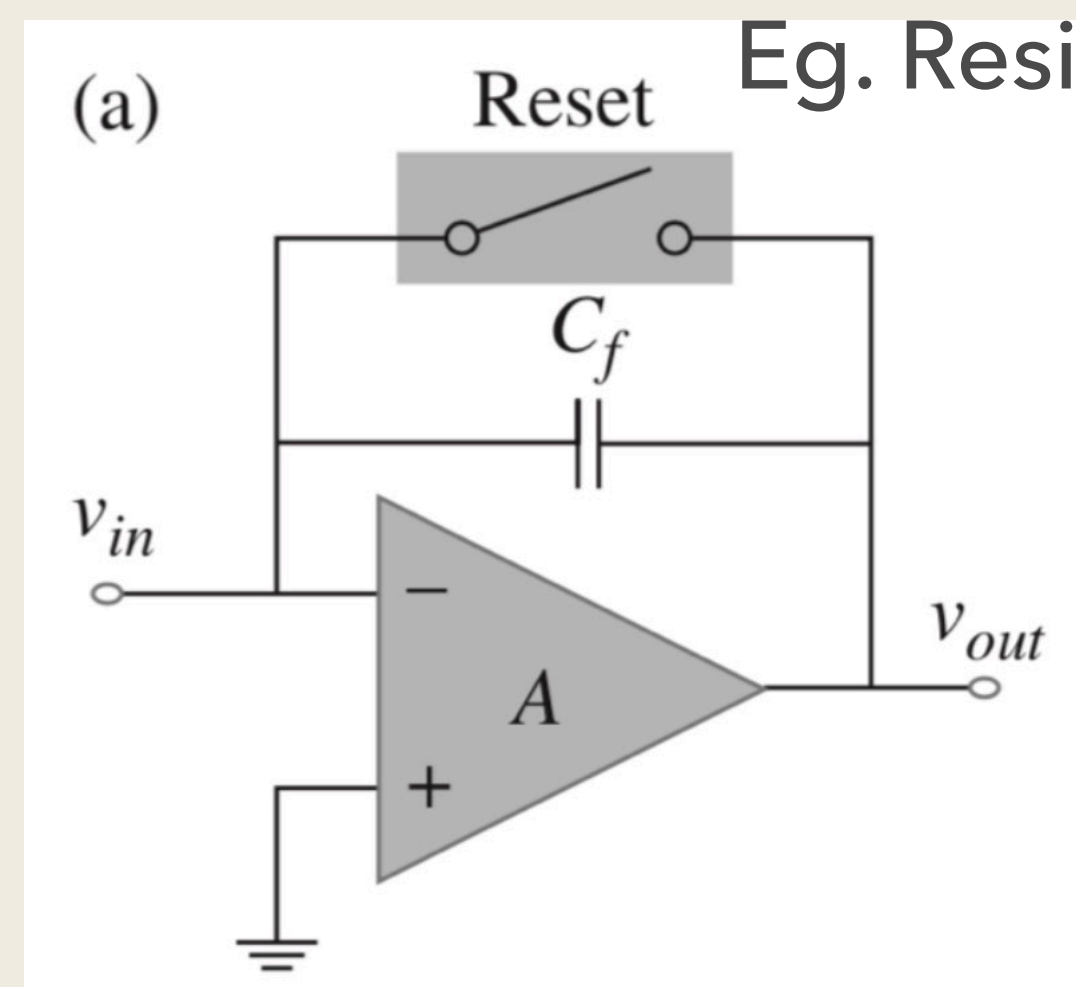 Eg. Resi
(a)
Reset
C_f
v_in
−
v_out
A
+